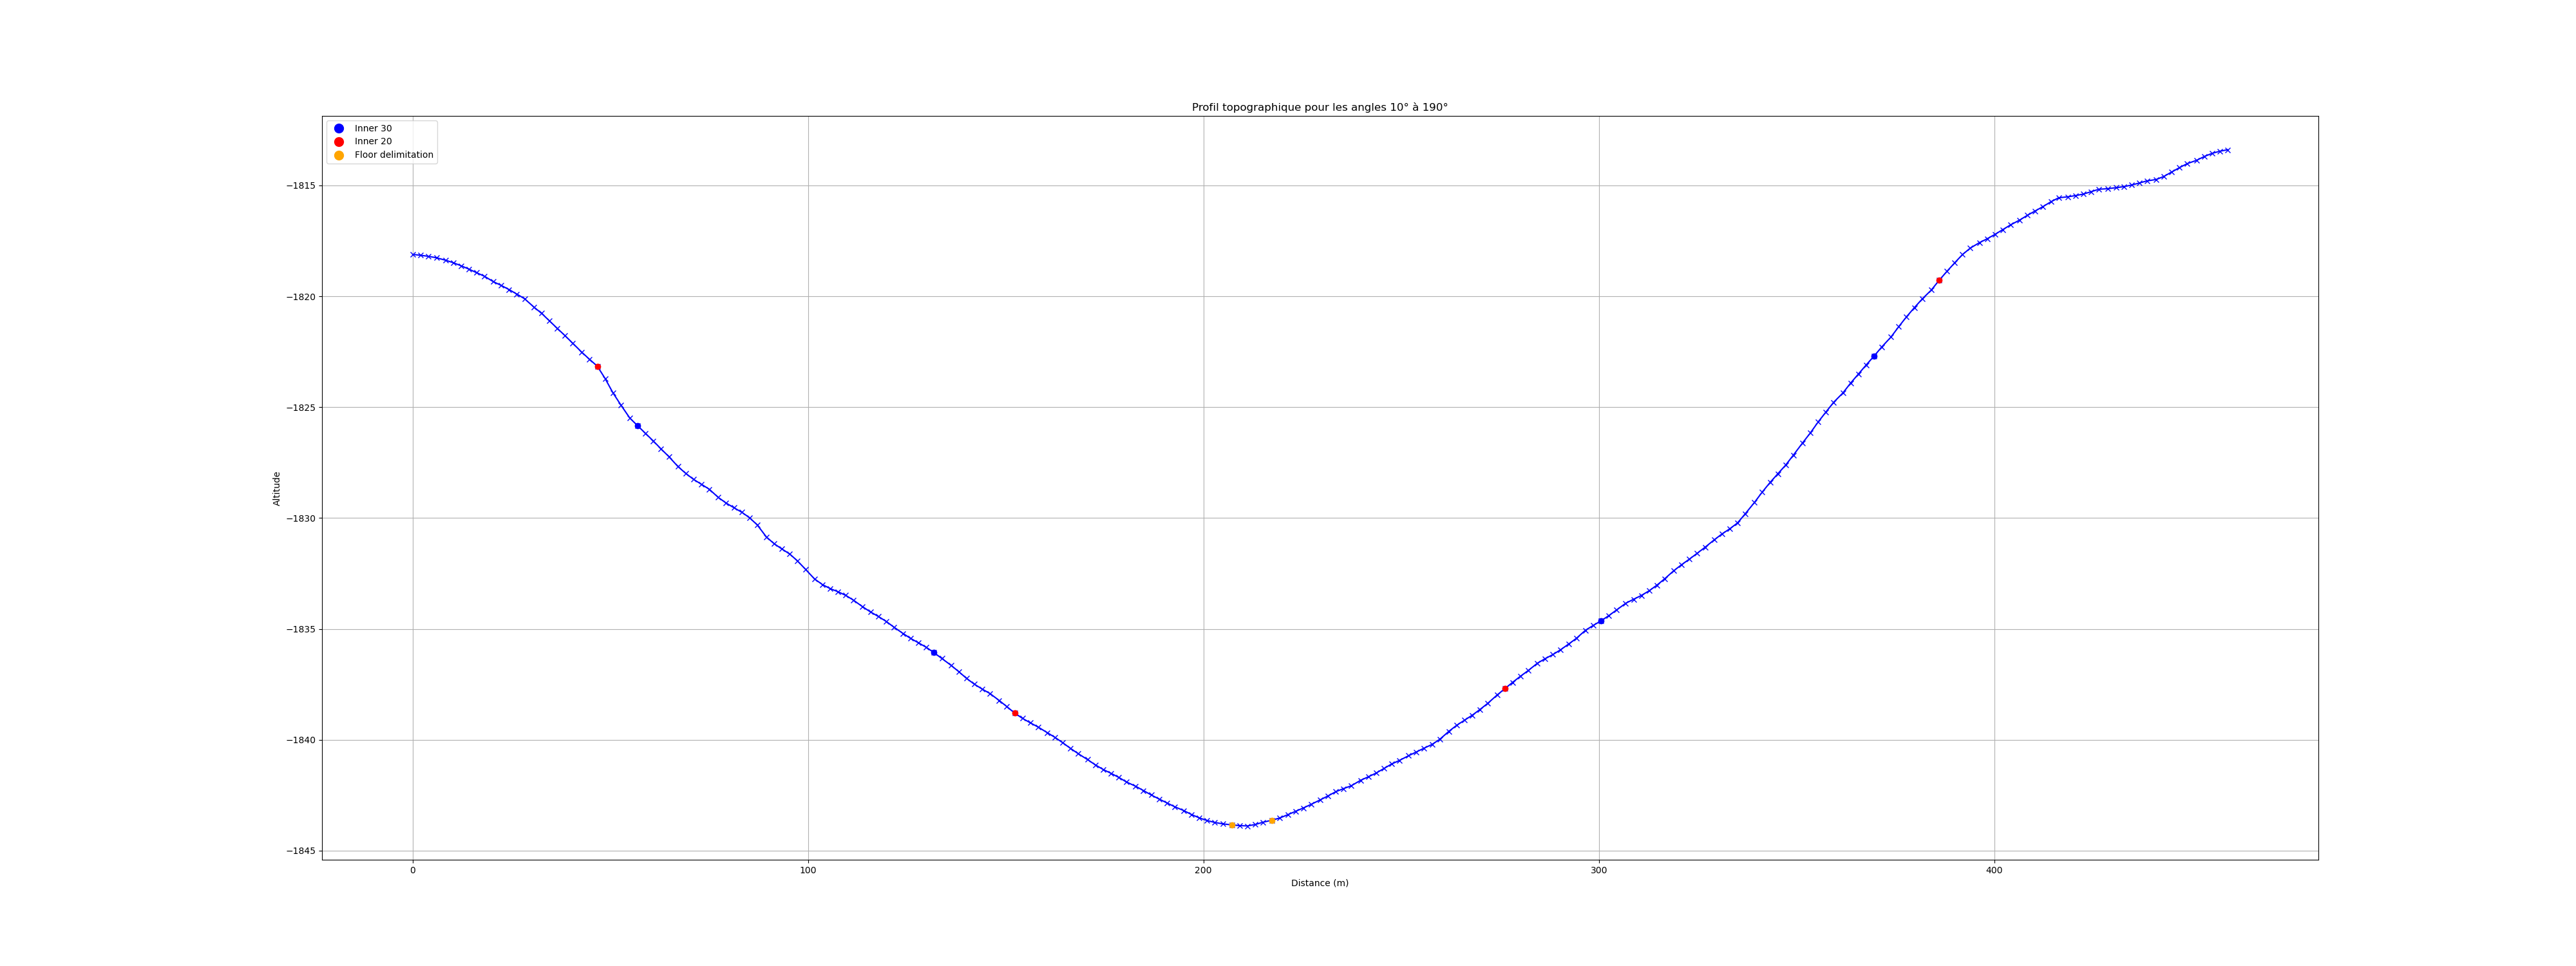 Profil topographique pour les angles 10° à 190°
Inner 30
Inner 20
Floor delimitation
−1815
−1820
−1825
−1830
−1835
−1840
−1845
Altitude
0 100 200 300 400
Distance (m)